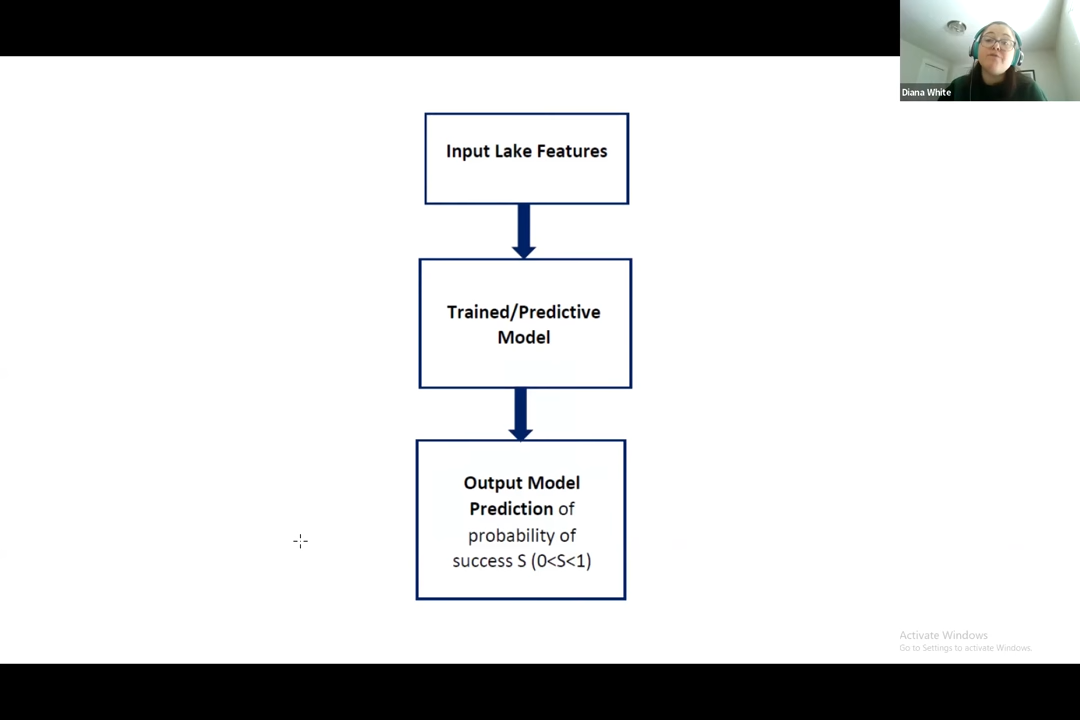 Diana White
Input Lake Features
Trained/Predictive
Model
Output Model
Prediction of
probability of
success S (0<S<1)
Activate Windows
Go to Settings to activate Windows.